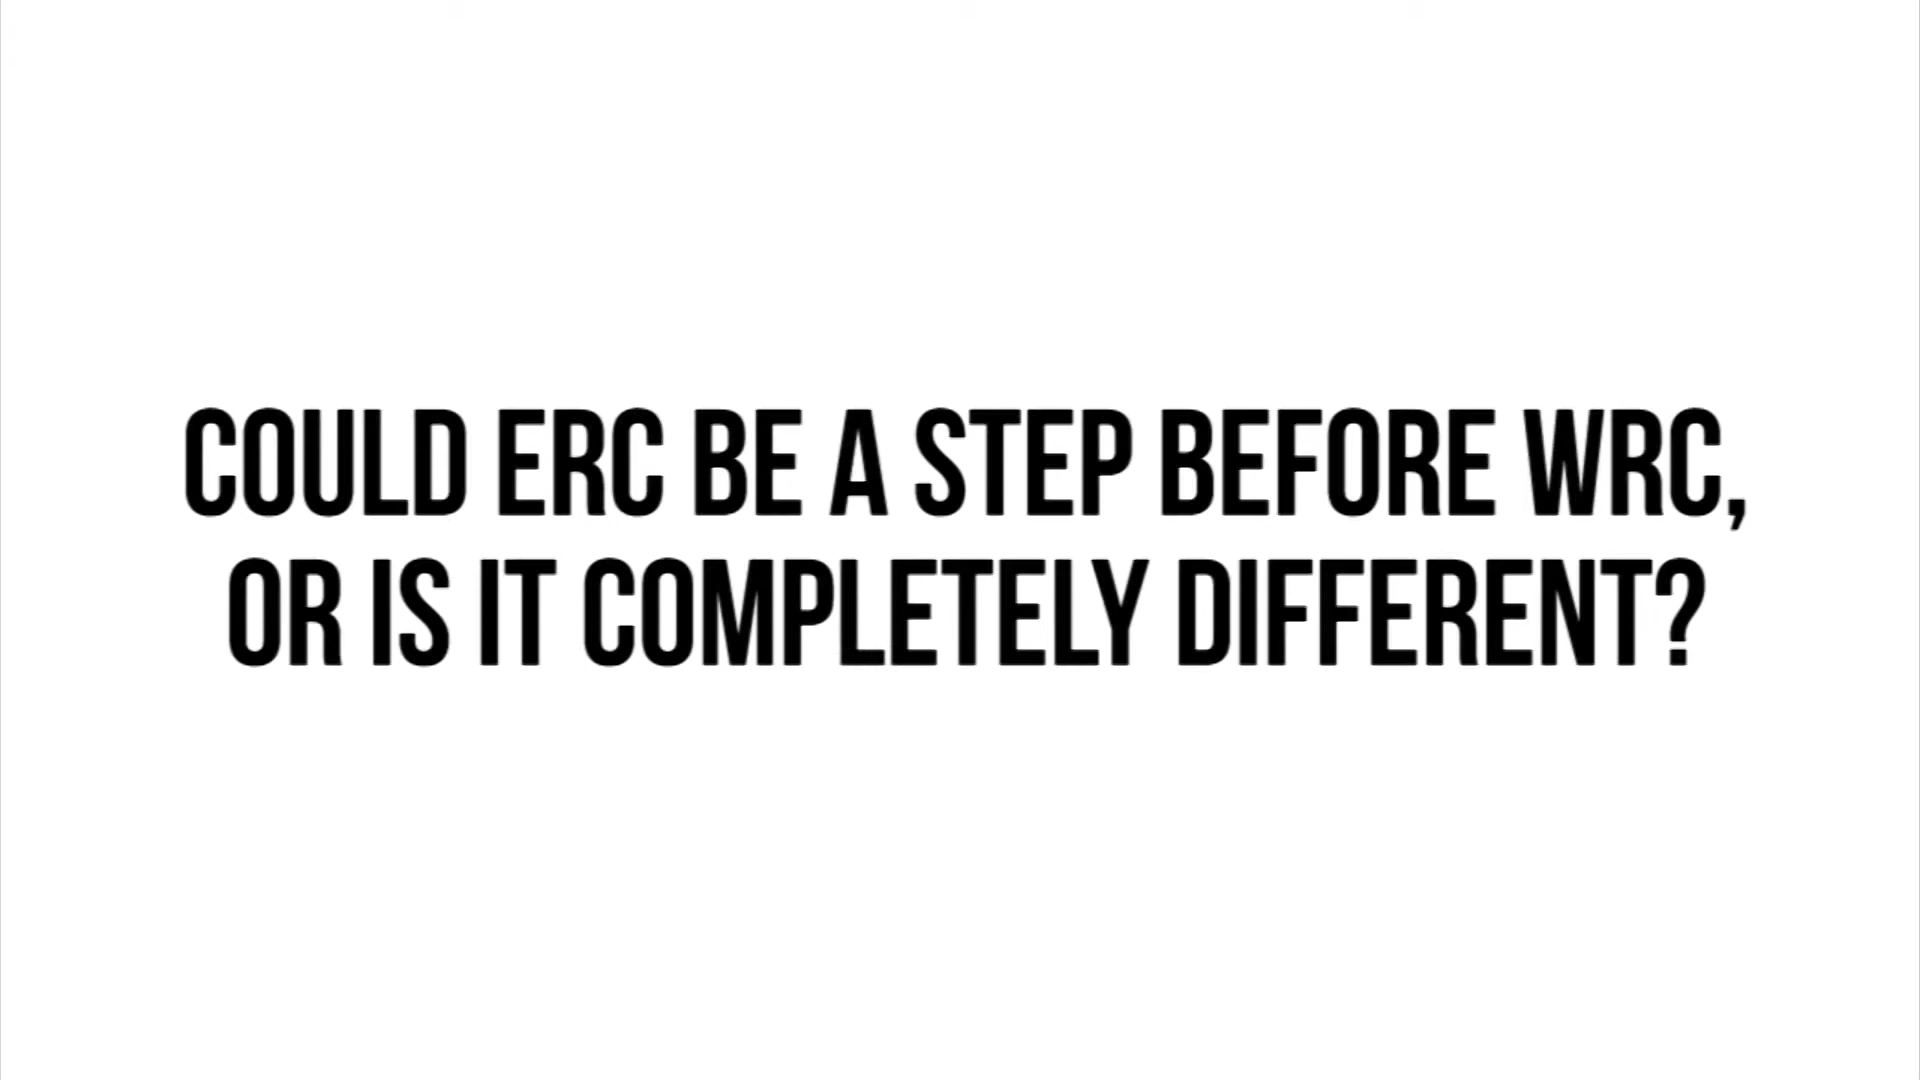 COULD ERC BE A STEP BEFORE WRC,
OR IS IT COMPLETELY DIFFERENT?